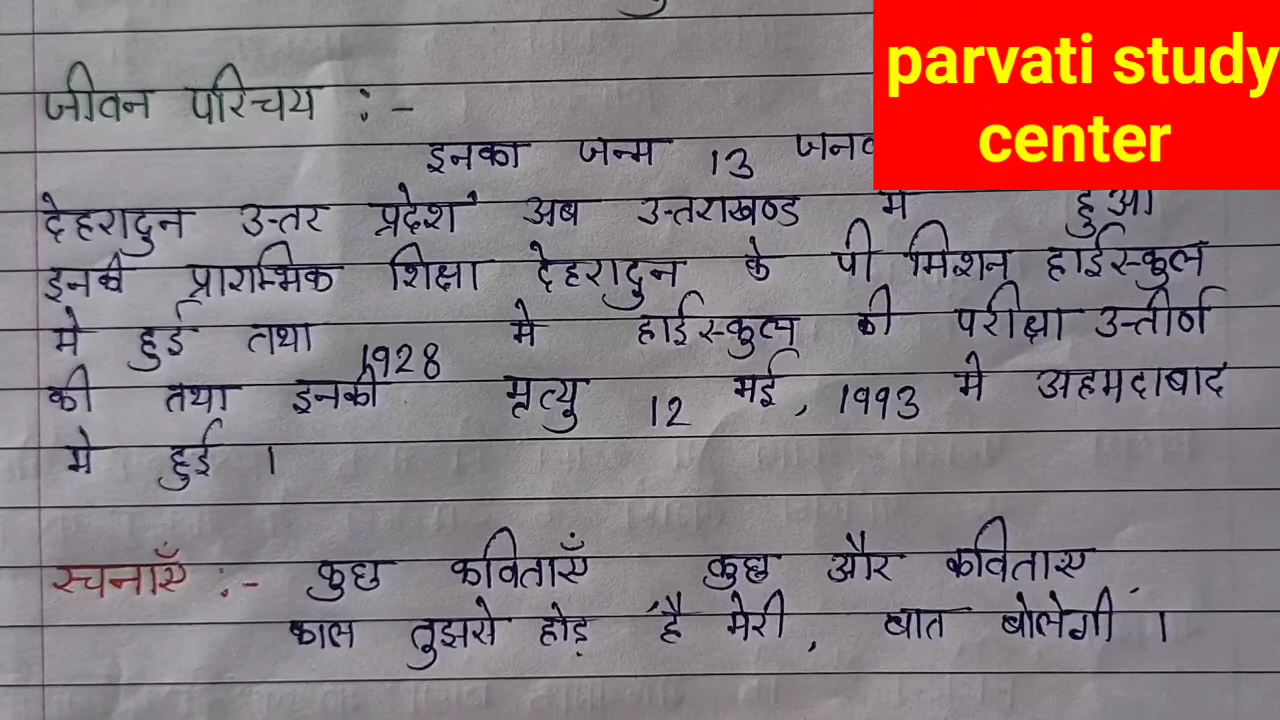 parvati study
center
जीवन परिचय :-
इनका जन्म 13
देहरादुन उत्तर प्रदेश अब उत्तराखण्ड में हुआ
इनकी प्रारम्भिक शिक्षा देहरादुन के पी मिशन हाईस्कुल
मे हुई तथा 1928 मे हाईस्कुल की परीक्षा उत्तीर्ण
की तथा इनकी मृत्यु 12 मई, 1993 मे अहमदाबाद
मे हुई ।
रचनाएँ :- कुछ कविताएँ कुछ और कविताए
काल तुझसे होड़ है मेरी, बात बोलेगी ।